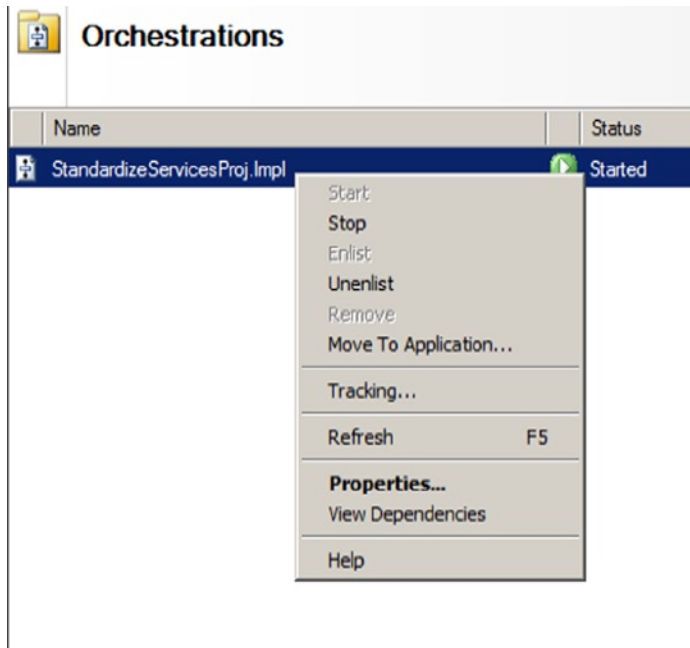 Orchestrations
Name Status
StandardizeServicesProj.Impl Started
Start
Stop
Enlist
Unenlist
Remove
Move To Application...
Tracking...
Refresh F5
Properties...
View Dependencies
Help